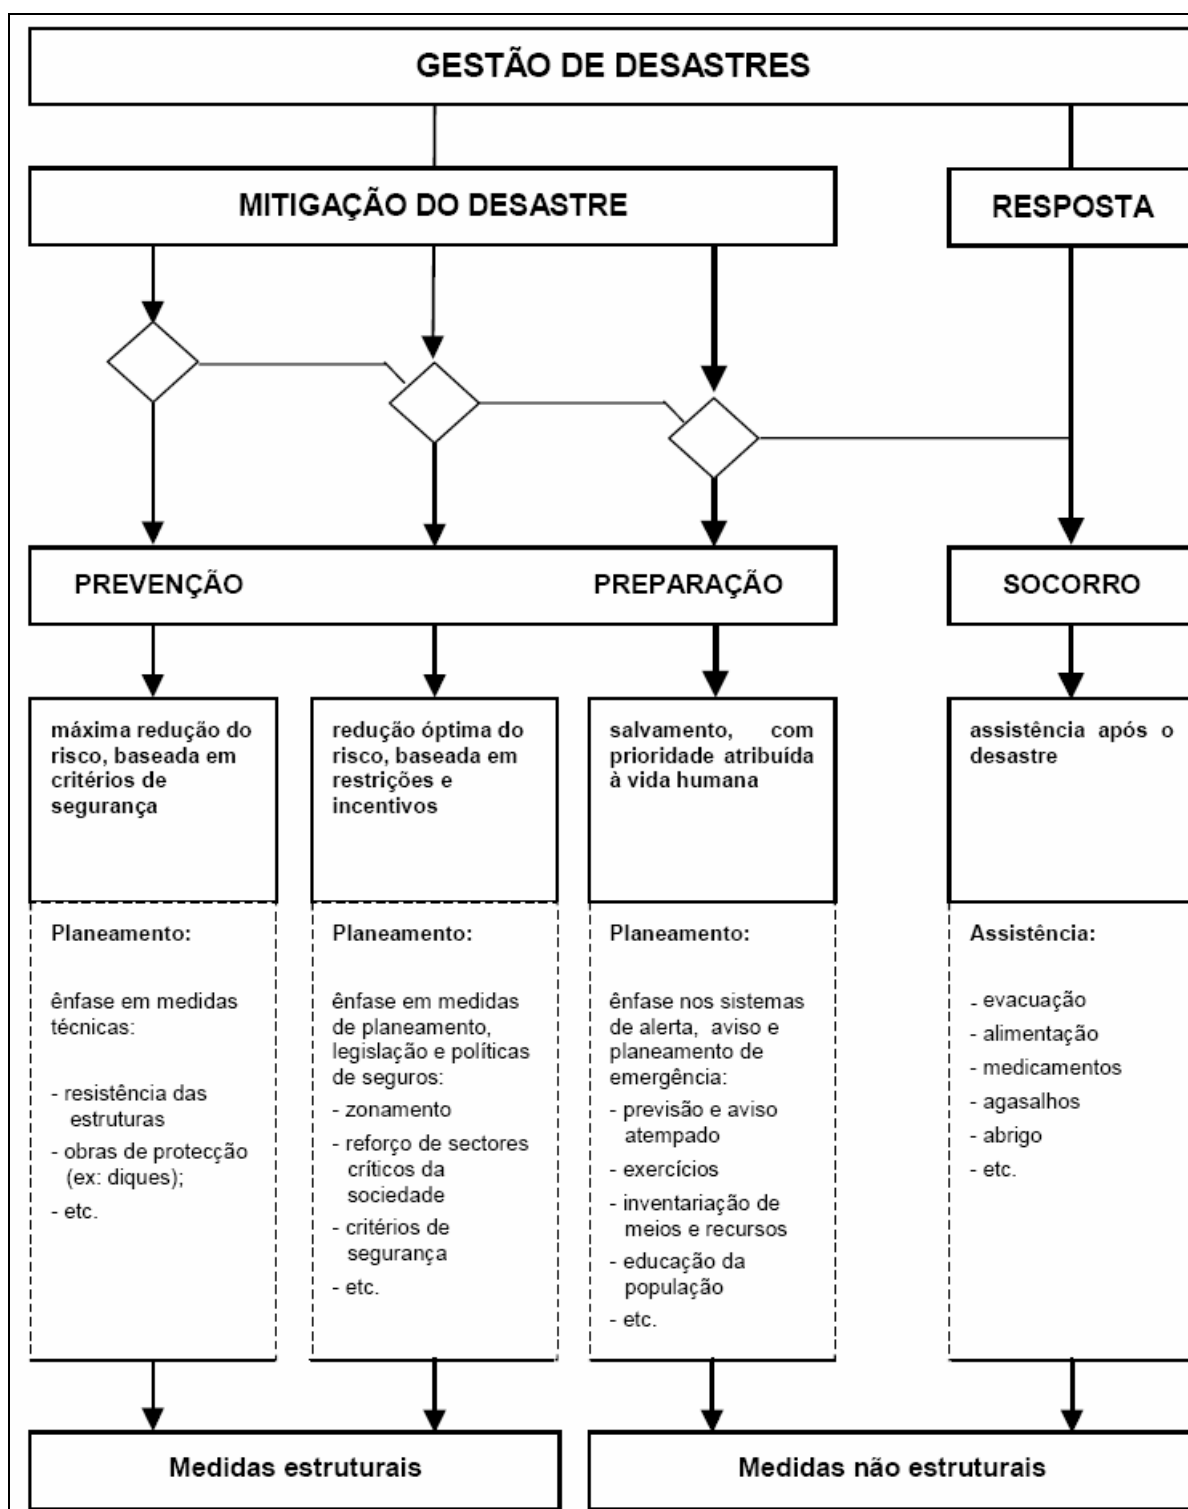 GESTÃO DE DESASTRES
MITIGAÇÃO DO DESASTRE
RESPOSTA
PREVENÇÃO
PREPARAÇÃO
SOCORRO
máxima redução do
risco, baseada em
critérios de
segurança
redução óptima do
risco, baseada em
restrições e
incentivos
salvamento, com
prioridade atribuída
à vida humana
assistência após o
desastre
Planeamento:
ênfase em medidas
técnicas:
- resistência das
estruturas
- obras de protecção
(ex: diques);
- etc.
Planeamento:
ênfase em medidas
de planeamento,
legislação e políticas
de seguros:
- zonamento
- reforço de sectores
críticos da
sociedade
- critérios de
segurança
- etc.
Planeamento:
ênfase nos sistemas
de alerta, aviso e
planeamento de
emergência:
- previsão e aviso
atempado
- exercícios
- inventariação de
meios e recursos
- educação da
população
- etc.
Assistência:
- evacuação
- alimentação
- medicamentos
- agasalhos
- abrigo
- etc.
Medidas estruturais
Medidas não estruturais